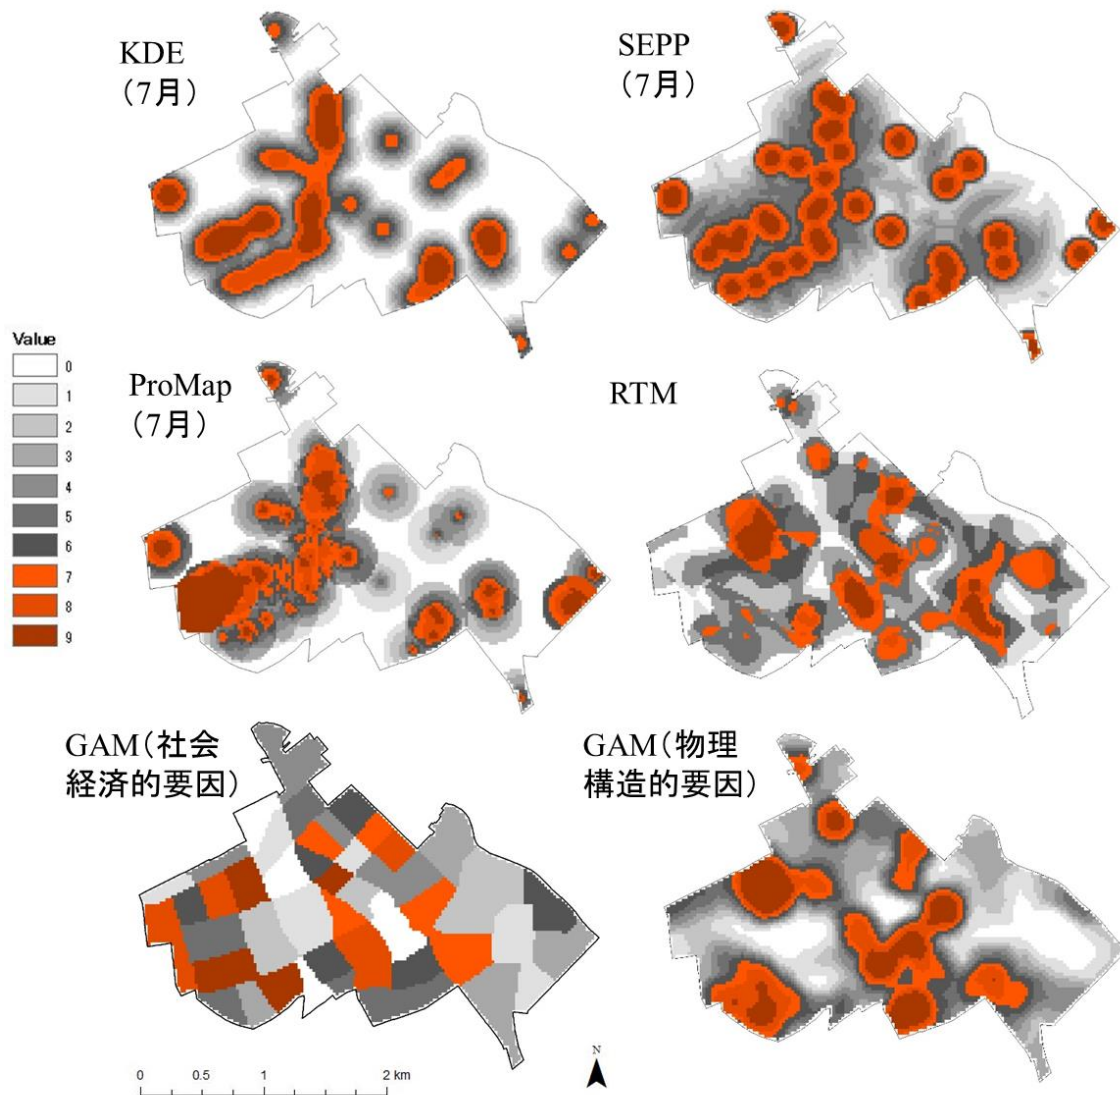 KDE
（7月）
SEPP
（7月）
Value
0
1
2
3
4
5
6
7
8
9
ProMap
（7月）
RTM
GAM（社会
経済的要因）
GAM（物理
構造的要因）
0 0.5 1 2 km
N